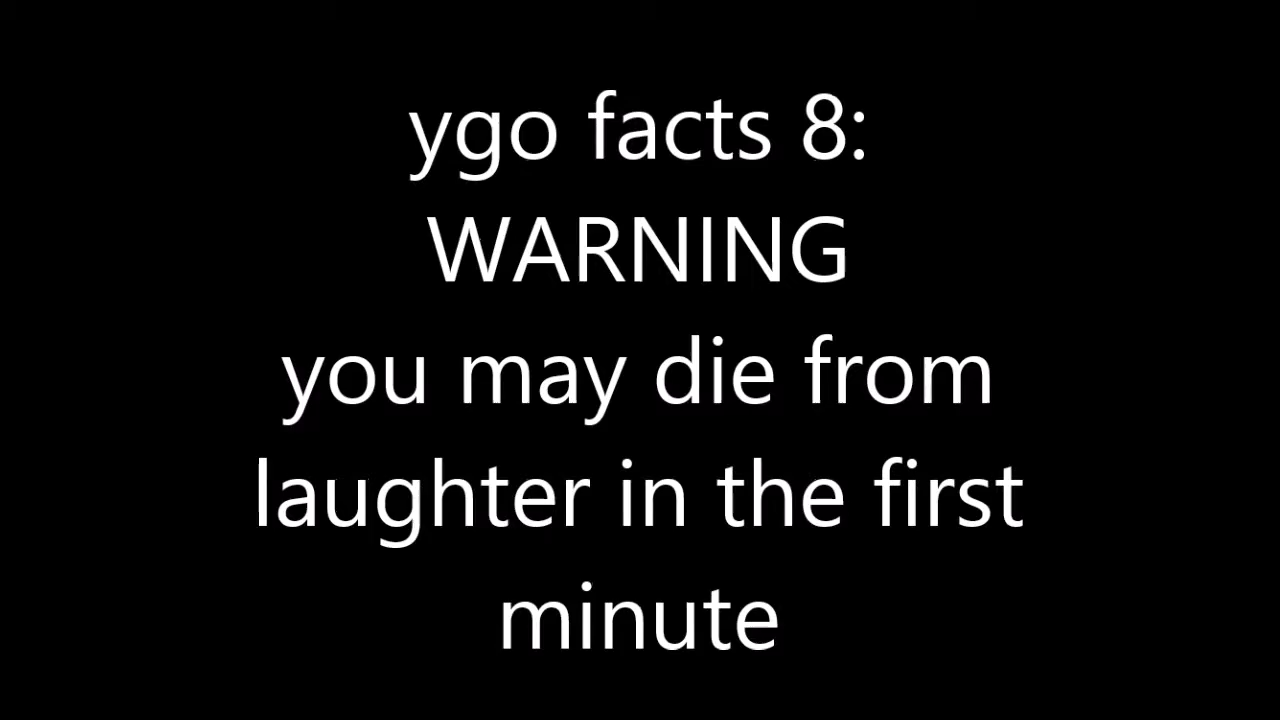 ygo facts 8:
WARNING
you may die from
laughter in the first
minute